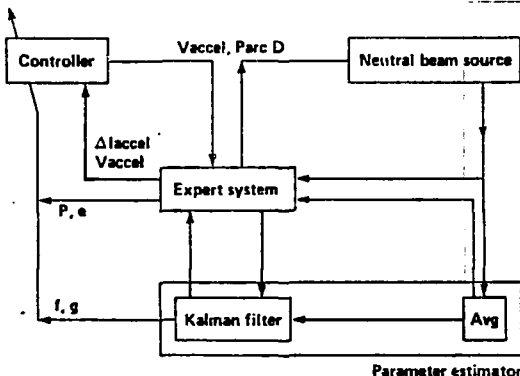 Vaccel, Parc D
Controller
Neutral beam source
ΔIaccel
Vaccel
Expert system
P, e
f, g
Kalman filter
Avg
Parameter estimator